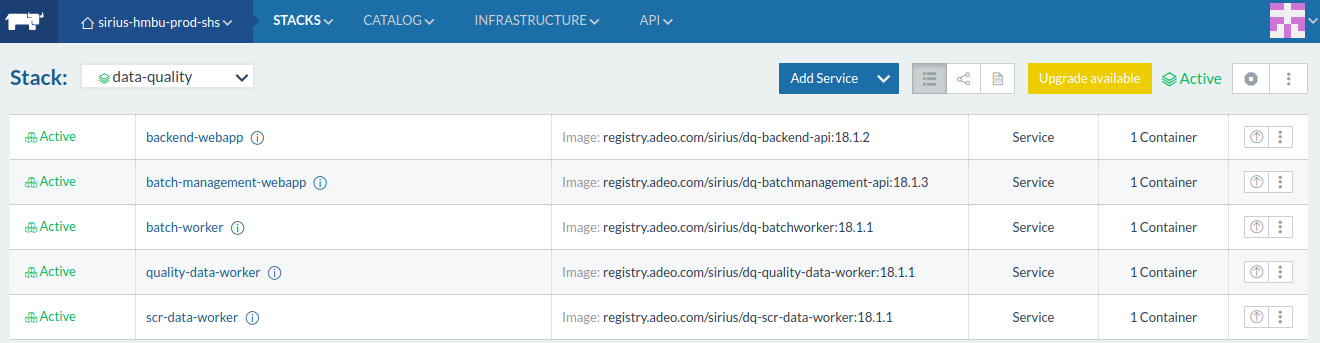 sirius-hmbu-prod-shs STACKS CATALOG INFRASTRUCTURE API
Stack: data-quality Add Service Upgrade available Active
Active backend-webapp Image: registry.adeo.com/sirius/dq-backend-api:18.1.2 Service 1 Container
Active batch-management-webapp Image: registry.adeo.com/sirius/dq-batchmanagement-api:18.1.3 Service 1 Container
Active batch-worker Image: registry.adeo.com/sirius/dq-batchworker:18.1.1 Service 1 Container
Active quality-data-worker Image: registry.adeo.com/sirius/dq-quality-data-worker:18.1.1 Service 1 Container
Active scr-data-worker Image: registry.adeo.com/sirius/dq-scr-data-worker:18.1.1 Service 1 Container